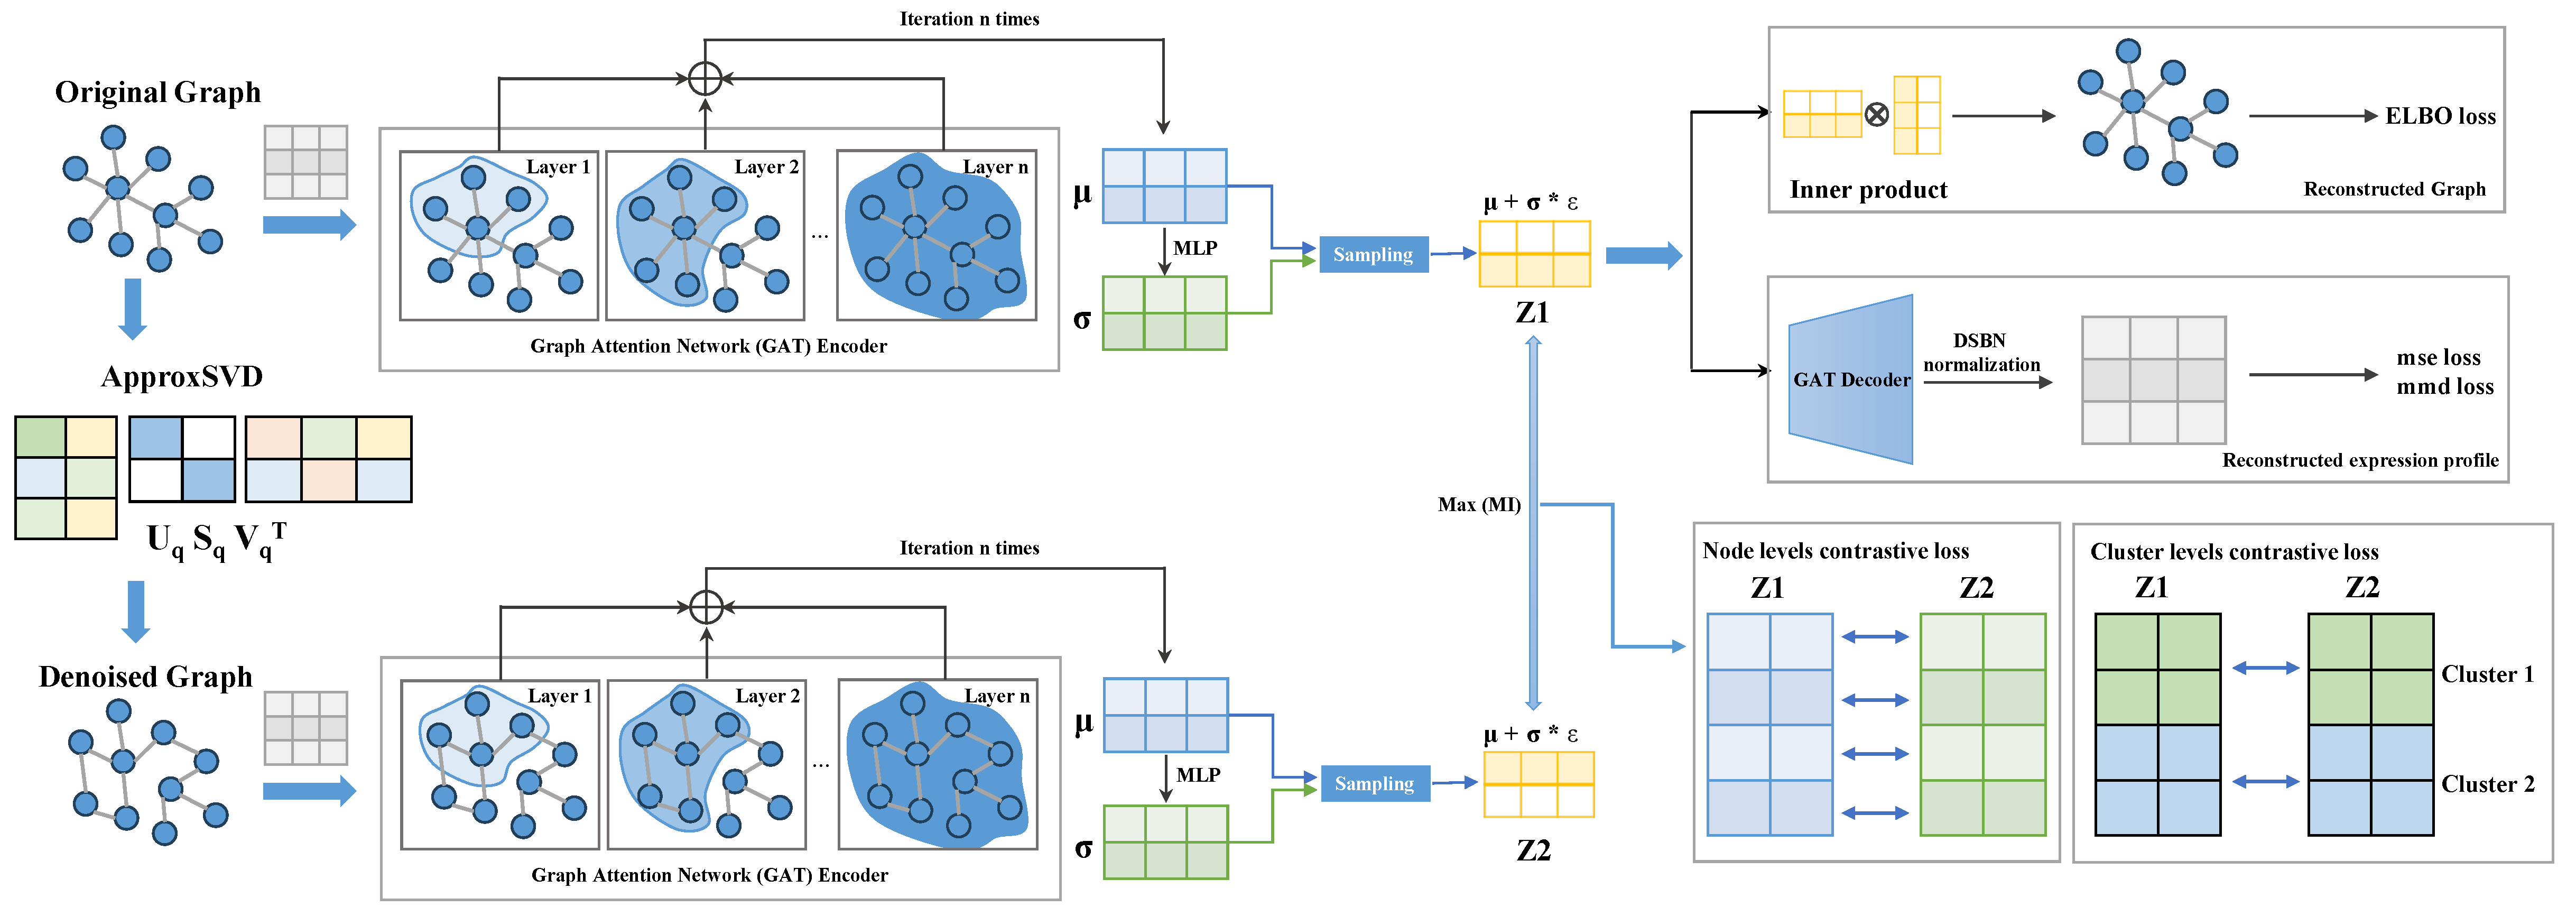 Iteration n times
Original Graph
Layer 1
Layer 2
Layer n
...
Graph Attention Network (GAT) Encoder
μ
MLP
σ
Sampling
μ + σ * ε
Z1
Inner product
ELBO loss
Reconstructed Graph
GAT Decoder
DSBN
normalization
mse loss
mmd loss
Reconstructed expression profile
ApproxSVD
Uq Sq VqT
Max (MI)
Iteration n times
Denoised Graph
Layer 1
Layer 2
Layer n
...
Graph Attention Network (GAT) Encoder
μ
MLP
σ
Sampling
μ + σ * ε
Z2
Node levels contrastive loss
Z1 Z2
Cluster levels contrastive loss
Z1 Z2
Cluster 1
Cluster 2